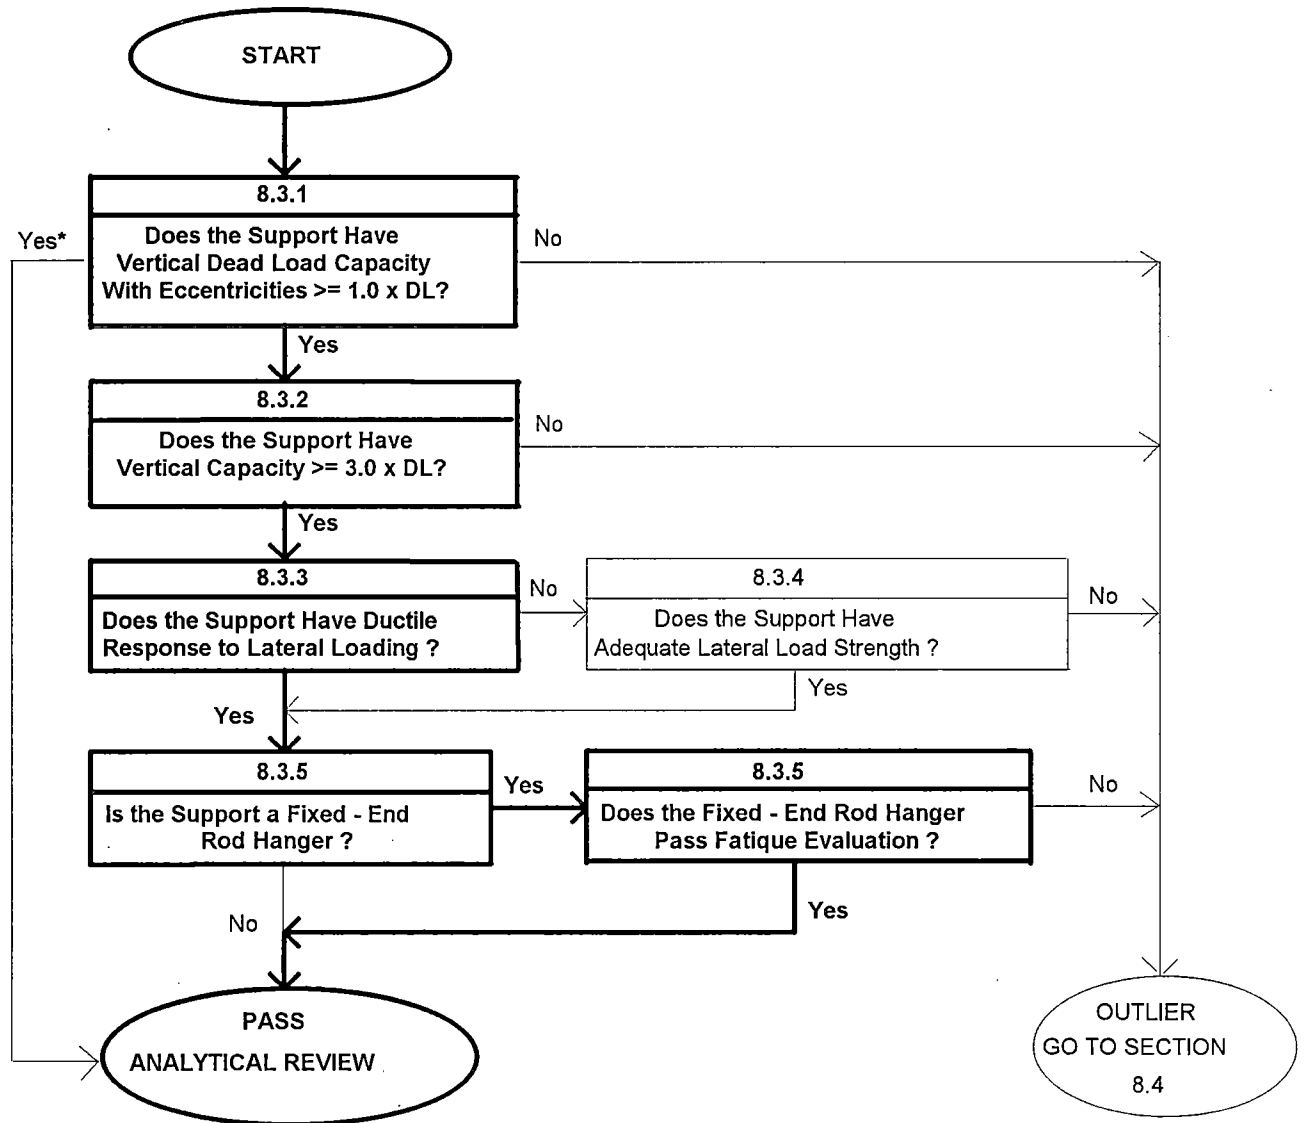 START
8.3.1
Does the Support Have
Vertical Dead Load Capacity
With Eccentricities >= 1.0 x DL?
Yes*
No
Yes
8.3.2
Does the Support Have
Vertical Capacity >= 3.0 x DL?
No
Yes
8.3.3
Does the Support Have Ductile
Response to Lateral Loading ?
No
8.3.4
Does the Support Have
Adequate Lateral Load Strength ?
No
Yes
Yes
8.3.5
Is the Support a Fixed - End
Rod Hanger ?
Yes
8.3.5
Does the Fixed - End Rod Hanger
Pass Fatique Evaluation ?
No
No
Yes
PASS
ANALYTICAL REVIEW
OUTLIER
GO TO SECTION
8.4